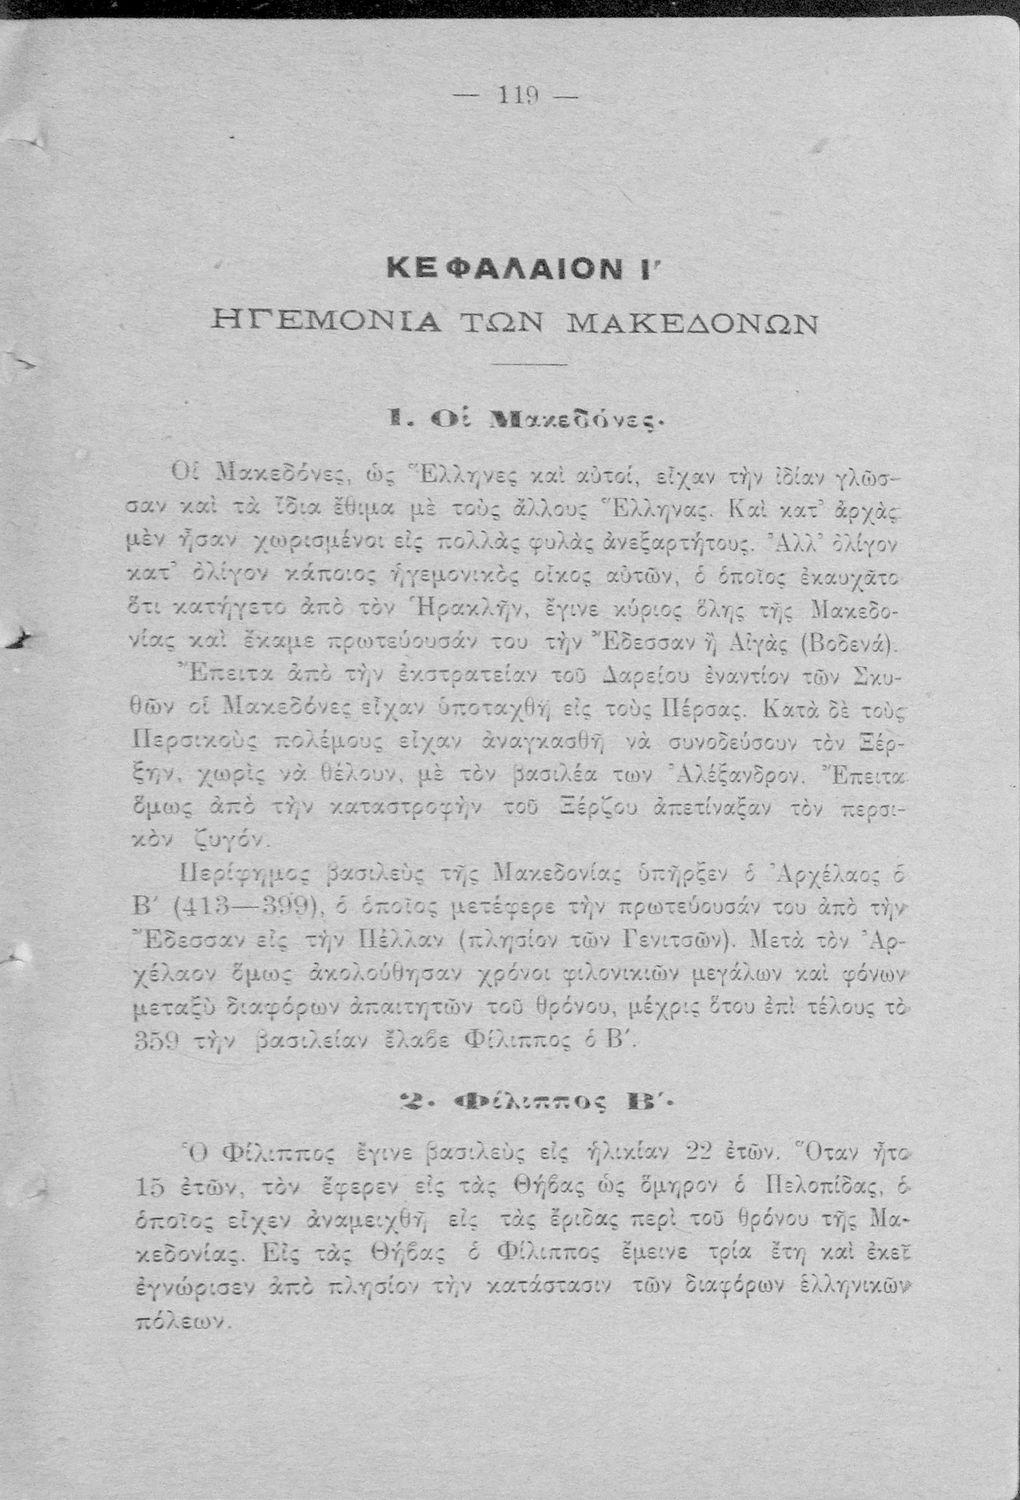 — 119 —
ΚΕΦΑΛΑΙΟΝ Ι′
ΗΓΕΜΟΝΙΑ ΤΩΝ ΜΑΚΕΔΟΝΩΝ
1. Οἱ Μακεδόνες.
Οἱ Μακεδόνες, ὡς Ἕλληνες καὶ αὐτοί, εἶχαν τὴν ἰδίαν γλῶσ-
σαν καὶ τὰ ἴδια ἔθιμα μὲ τοὺς ἄλλους Ἕλληνας. Καὶ κατ’ ἀρχὰς
μὲν ἦσαν χωρισμένοι εἰς πολλὰς φυλὰς ἀνεξαρτήτους. Ἀλλ’ ὀλίγον
κατ’ ὀλίγον κάποιος ἡγεμονικὸς οἶκος αὐτῶν, ὁ ὁποῖος ἐκαυχᾶτο
ὅτι κατήγετο ἀπὸ τὸν Ἡρακλῆν, ἔγινε κύριος ὅλης τῆς Μακεδο-
νίας καὶ ἔκαμε πρωτεύουσάν του τὴν Ἔδεσσαν ἢ Αἰγὰς (Βοδενά).
Ἔπειτα ἀπὸ τὴν ἐκστρατείαν τοῦ Δαρείου ἐναντίον τῶν Σκυ-
θῶν οἱ Μακεδόνες εἶχαν ὑποταχθῆ εἰς τοὺς Πέρσας. Κατὰ δὲ τοὺς
Περσικοὺς πολέμους εἶχαν ἀναγκασθῆ νὰ συνοδεύσουν τὸν Ξέρ-
ξην, χωρὶς νὰ θέλουν, μὲ τὸν βασιλέα των Ἀλέξανδρον. Ἔπειτα
ὅμως ἀπὸ τὴν καταστροφὴν τοῦ Ξέρξου ἀπετίναξαν τὸν περσι-
κὸν ζυγόν.
Περίφημος βασιλεὺς τῆς Μακεδονίας ὑπῆρξεν ὁ Ἀρχέλαος ὁ
Β′ (413—399), ὁ ὁποῖος μετέφερε τὴν πρωτεύουσάν του ἀπὸ τὴν
Ἔδεσσαν εἰς τὴν Πέλλαν (πλησίον τῶν Γενιτσῶν). Μετὰ τὸν Ἀρ-
χέλαον ὅμως ἀκολούθησαν χρόνοι φιλονικιῶν μεγάλων καὶ φόνων
μεταξὺ διαφόρων ἀπαιτητῶν τοῦ θρόνου, μέχρις ὅτου ἐπὶ τέλους τὸ
359 τὴν βασιλείαν ἔλαβε Φίλιππος ὁ Β′.
2. Φίλιππος Β′.
Ὁ Φίλιππος ἔγινε βασιλεὺς εἰς ἡλικίαν 22 ἐτῶν. Ὅταν ἦτο
15 ἐτῶν, τὸν ἔφερεν εἰς τὰς Θήβας ὡς ὅμηρον ὁ Πελοπίδας, ὁ
ὁποῖος εἶχεν ἀναμειχθῆ εἰς τὰς ἔριδας περὶ τοῦ θρόνου τῆς Μα-
κεδονίας. Εἰς τὰς Θήβας ὁ Φίλιππος ἔμεινε τρία ἔτη καὶ ἐκεῖ
ἐγνώρισεν ἀπὸ πλησίον τὴν κατάστασιν τῶν διαφόρων ἑλληνικῶν
πόλεων.